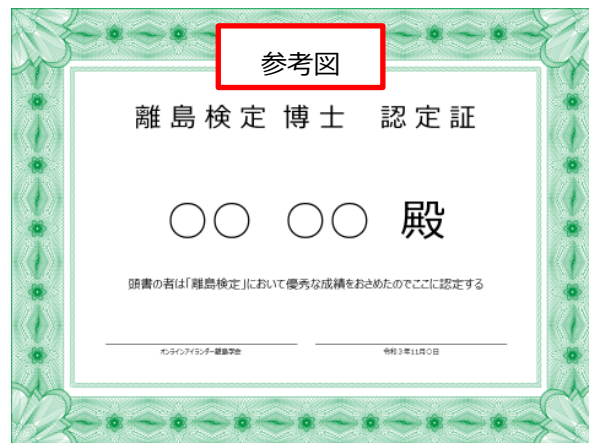 参考図
離島検定 博士　認定証
○○ ○○ 殿
頭書の者は「離島検定」において優秀な成績をおさめたのでここに認定する
オンラインアイランダー離島学会
令和3年11月○日